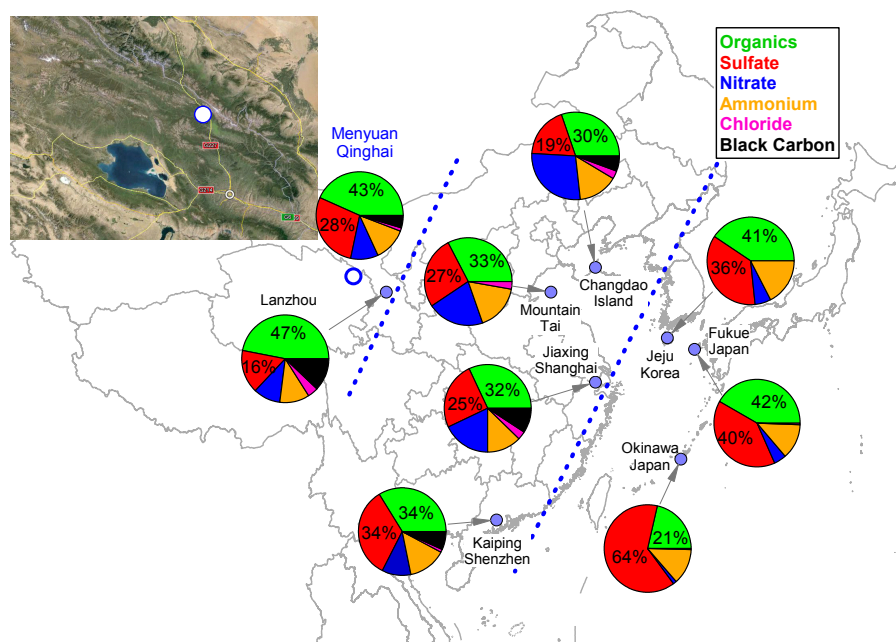 Organics
Sulfate
Nitrate
Ammonium
Chloride
Black Carbon
Menyuan
Qinghai
G227
G214
43%
28%
30%
19%
33%
27%
Mountain
Tai
Changdao
Island
41%
36%
Jeju
Korea
Fukue
Japan
Lanzhou
47%
16%
Jiaxing
Shanghai
32%
25%
42%
40%
Okinawa
Japan
34%
34%
Kaiping
Shenzhen
64%
21%